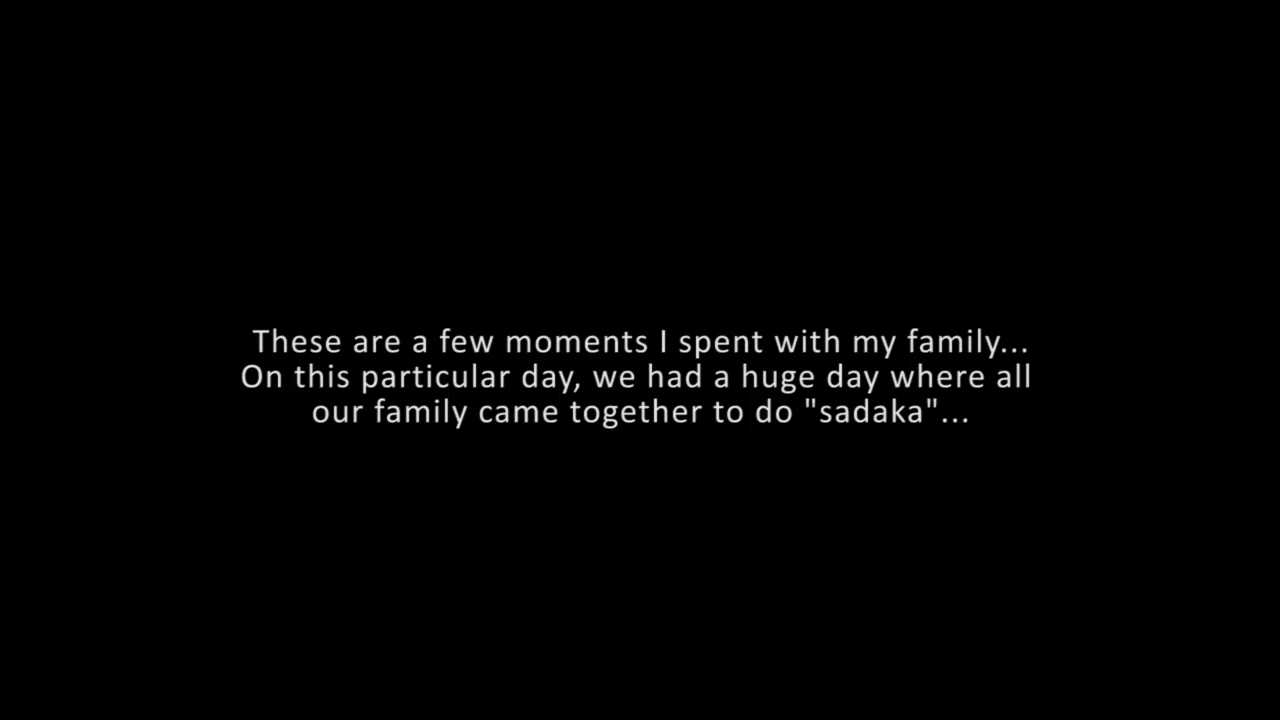 These are a few moments I spent with my family...
On this particular day, we had a huge day where all
our family came together to do "sadaka"...